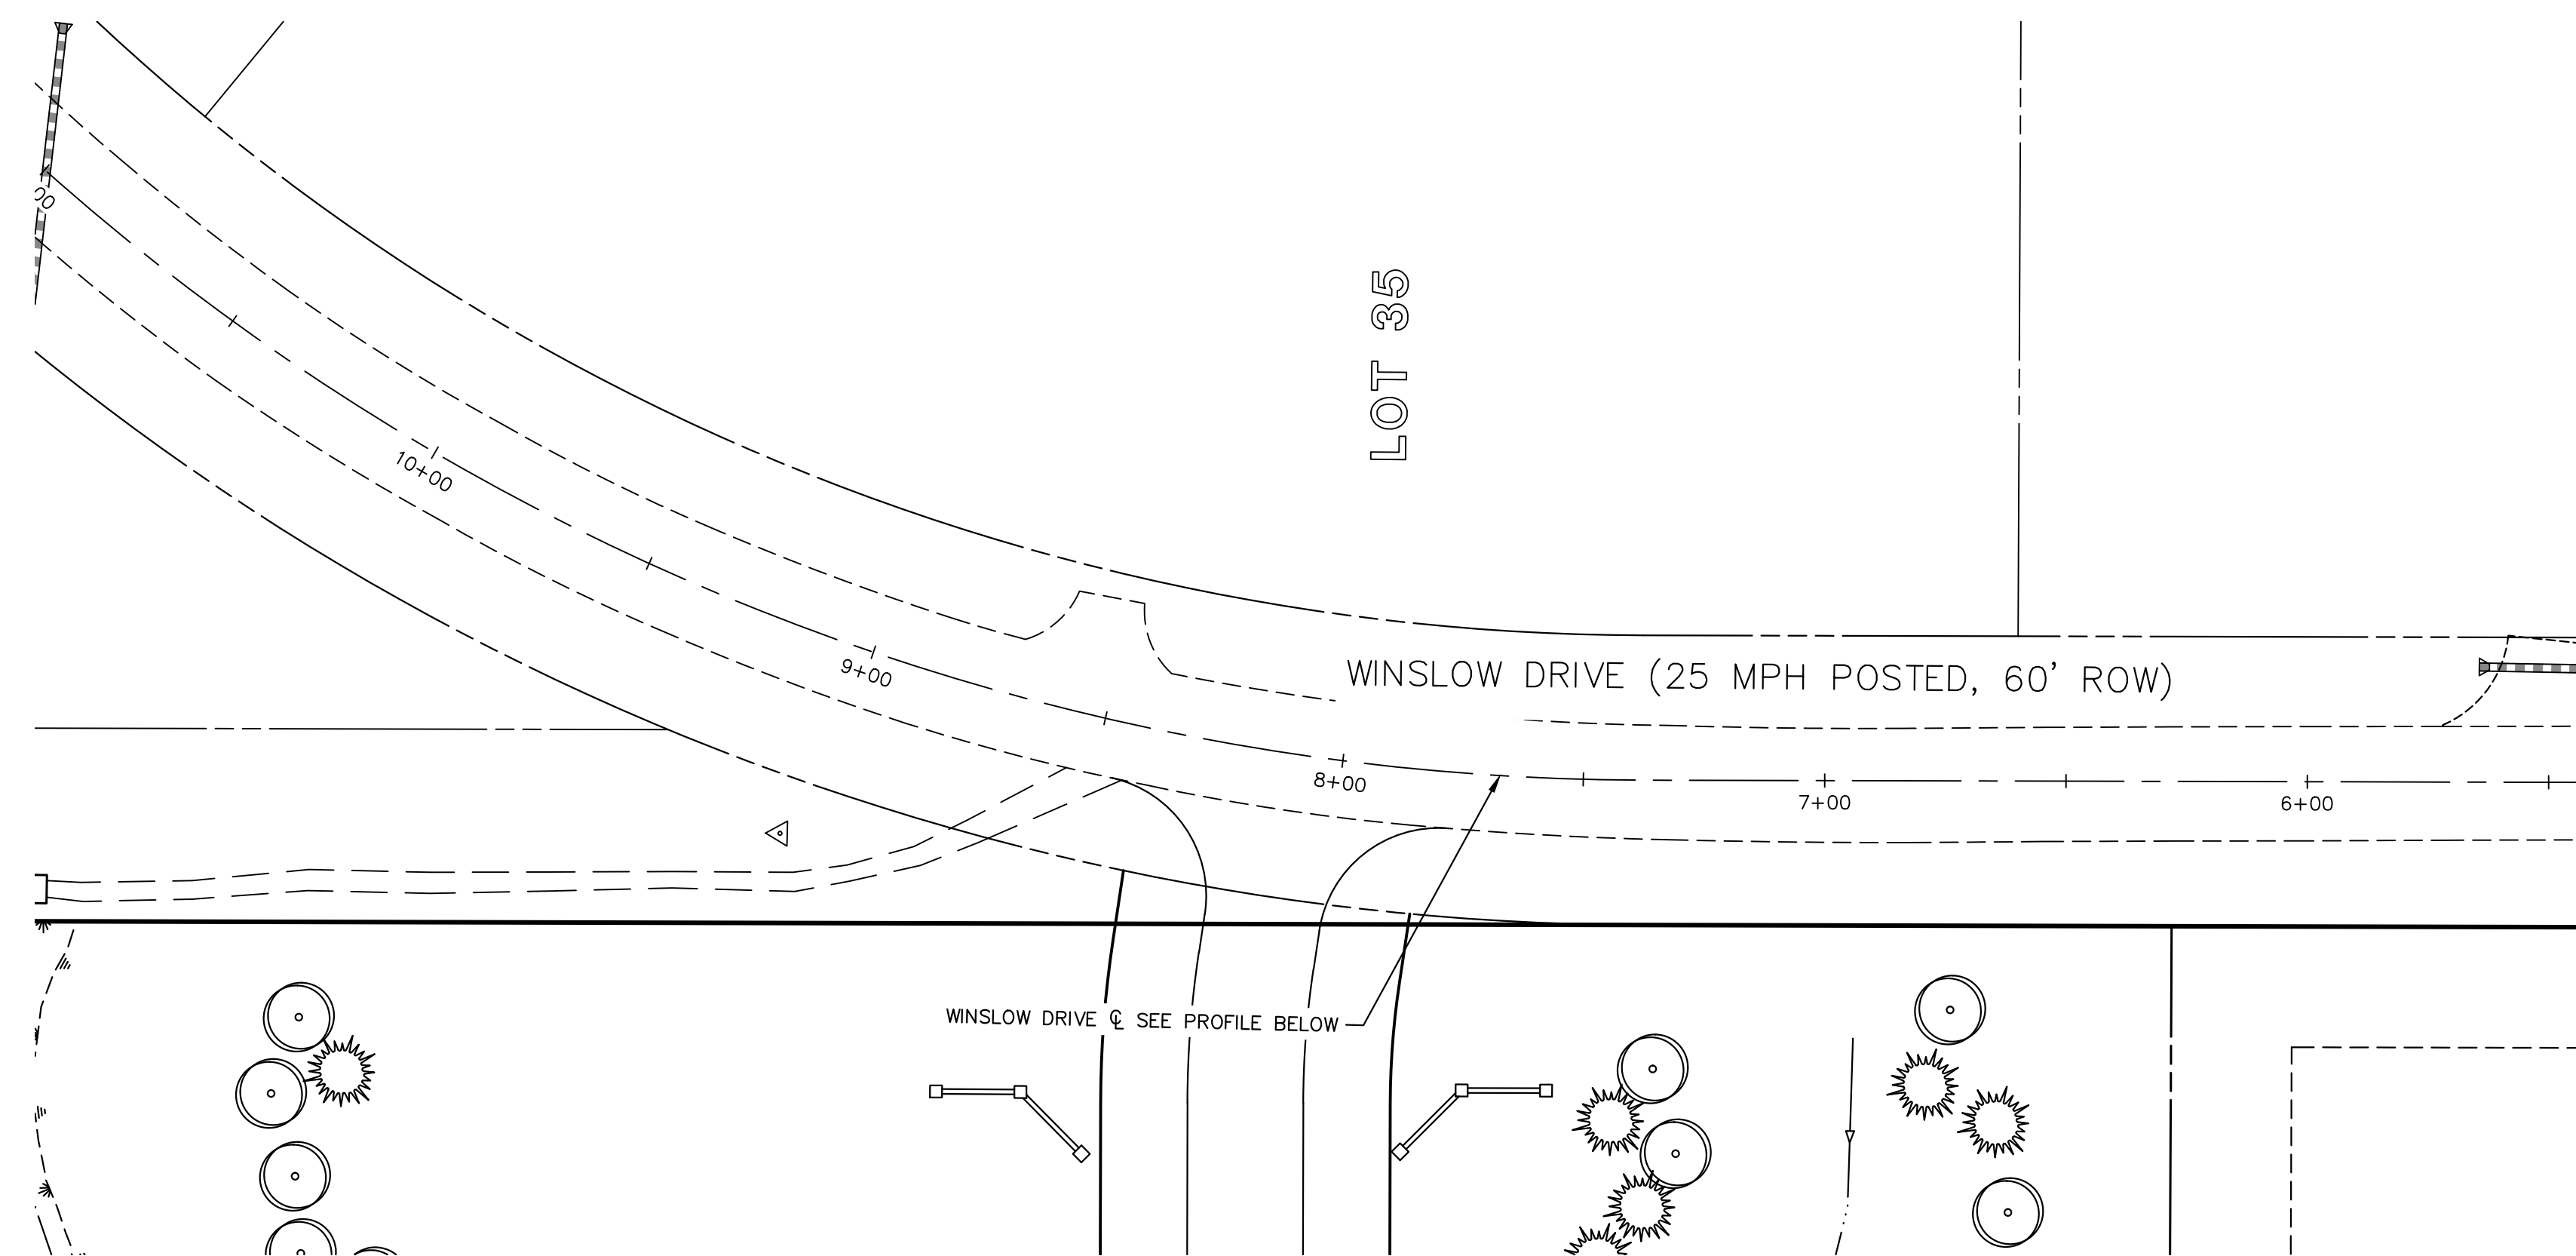 00
LOT 35
10+00
9+00
WINSLOW DRIVE (25 MPH POSTED, 60' ROW)
8+00
7+00
6+00
WINSLOW DRIVE ℄ SEE PROFILE BELOW